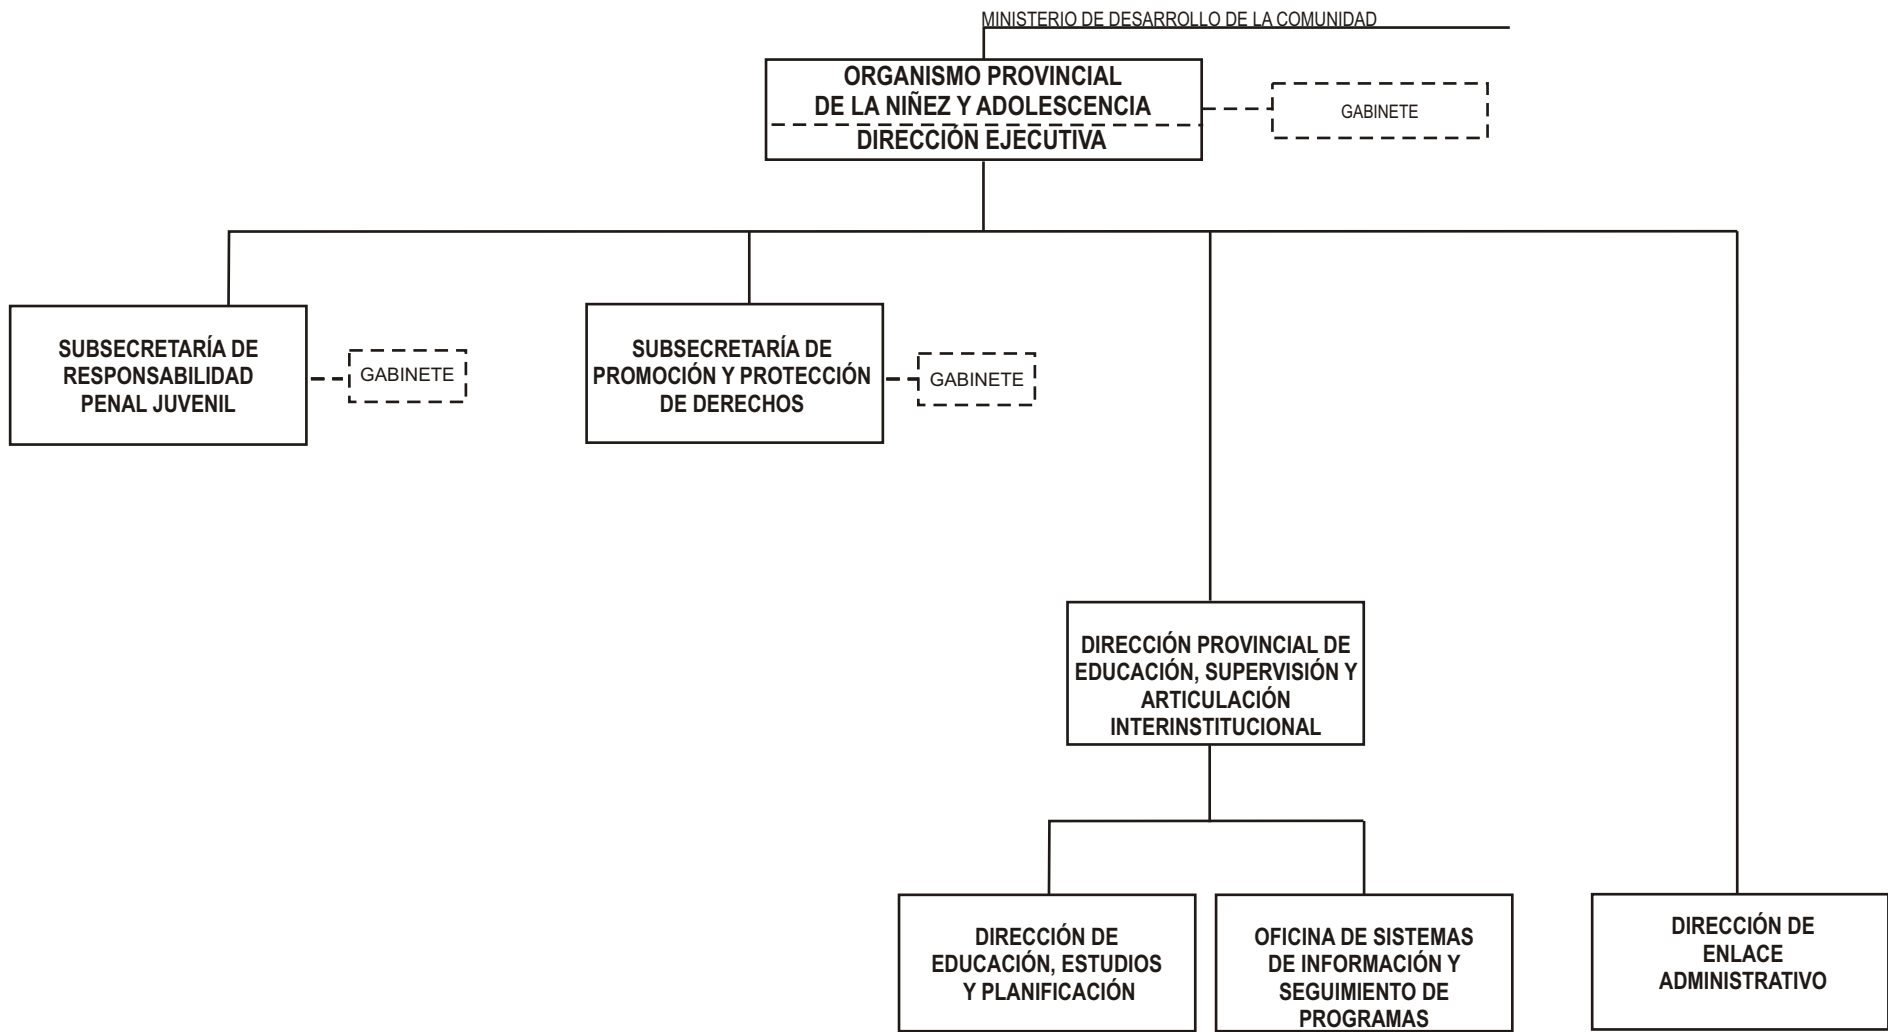 MINISTERIO DE DESARROLLO DE LA COMUNIDAD
ORGANISMO PROVINCIAL
DE LA NIÑEZ Y ADOLESCENCIA
DIRECCIÓN EJECUTIVA
GABINETE
SUBSECRETARÍA DE
RESPONSABILIDAD
PENAL JUVENIL
GABINETE
SUBSECRETARÍA DE
PROMOCIÓN Y PROTECCIÓN
DE DERECHOS
GABINETE
DIRECCIÓN PROVINCIAL DE
EDUCACIÓN, SUPERVISIÓN Y
ARTICULACIÓN
INTERINSTITUCIONAL
DIRECCIÓN DE
EDUCACIÓN, ESTUDIOS
Y PLANIFICACIÓN
OFICINA DE SISTEMAS
DE INFORMACIÓN Y
SEGUIMIENTO DE
PROGRAMAS
DIRECCIÓN DE
ENLACE
ADMINISTRATIVO